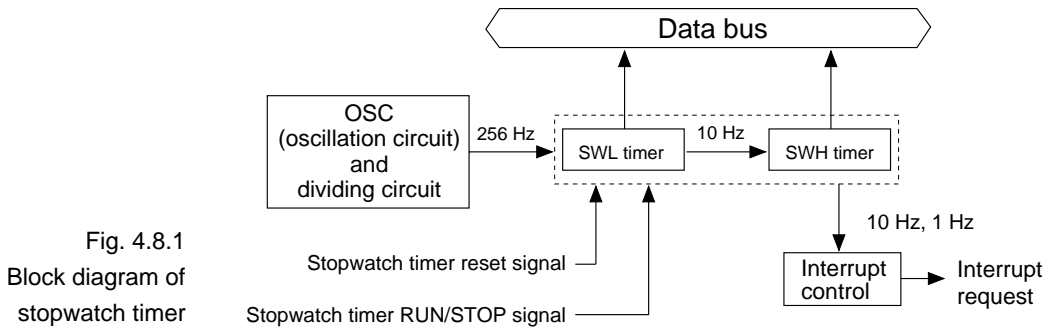 Data bus
OSC
(oscillation circuit)
and
dividing circuit
256 Hz
SWL timer
10 Hz
SWH timer
10 Hz, 1 Hz
Stopwatch timer reset signal
Stopwatch timer RUN/STOP signal
Interrupt
control
Interrupt
request
Fig. 4.8.1
Block diagram of
stopwatch timer